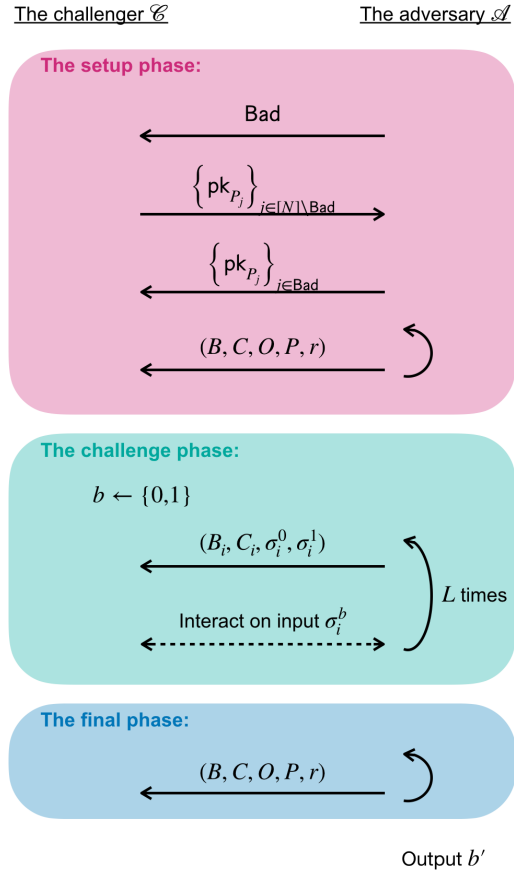 The challenger 𝒞 The adversary 𝒜
The setup phase:
Bad
{pk_{P_j}}_{j∈[N]\Bad}
{pk_{P_j}}_{j∈Bad}
(B, C, O, P, r)
The challenge phase:
b ← {0,1}
(B_i, C_i, σ_i^0, σ_i^1)
L times
Interact on input σ_i^b
The final phase:
(B, C, O, P, r)
Output b′